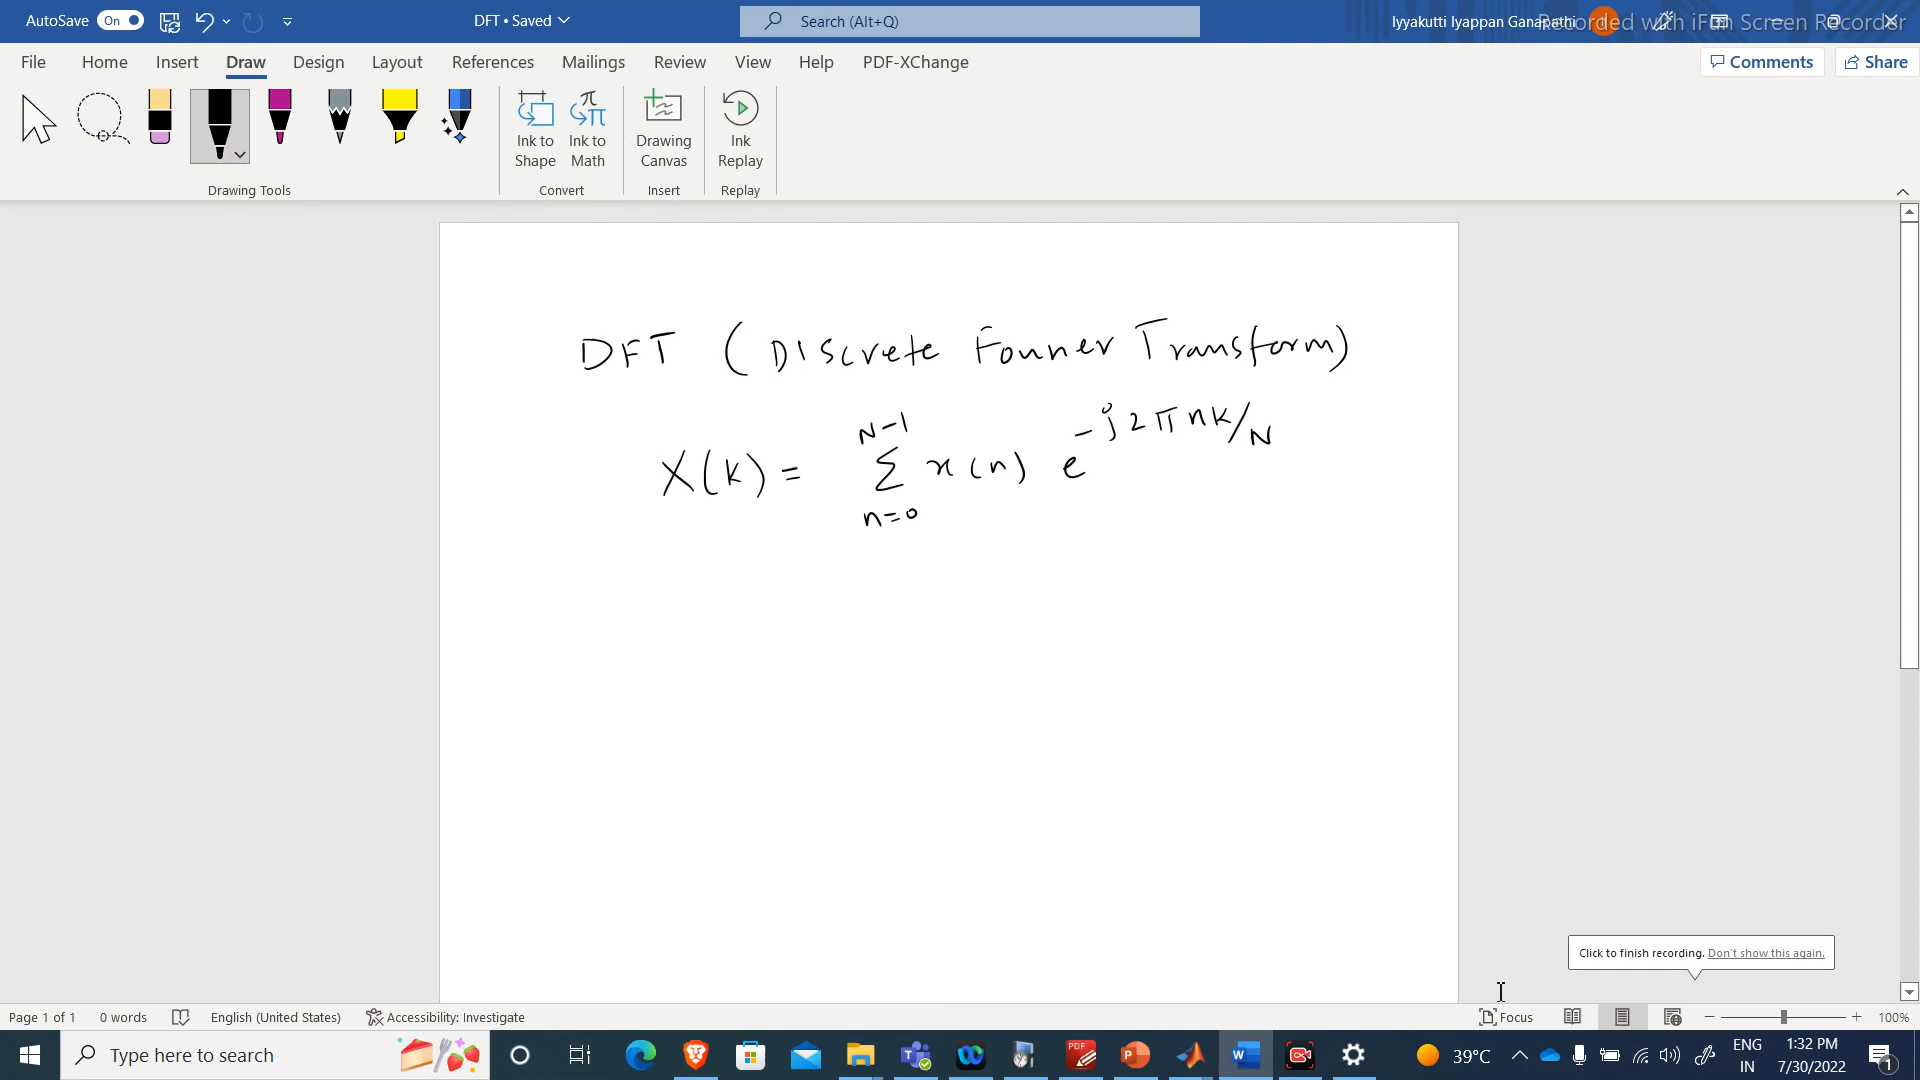 AutoSave On DFT • Saved Search (Alt+Q) Iyyakutti Iyappan Ganapathi Recorded with iFun Screen Recorder
File Home Insert Draw Design Layout References Mailings Review View Help PDF-XChange Comments Share
Ink to Shape
Ink to Math
Drawing Canvas
Ink Replay
Drawing Tools Convert Insert Replay
DFT (Discrete Fourier Transform)
X(k) = N-1 Σ n=0 x(n) e -j2πnk/N
Click to finish recording. Don't show this again.
Page 1 of 1 0 words English (United States) Accessibility: Investigate Focus 100%
Type here to search 39°C ENG IN 1:32 PM 7/30/2022 1